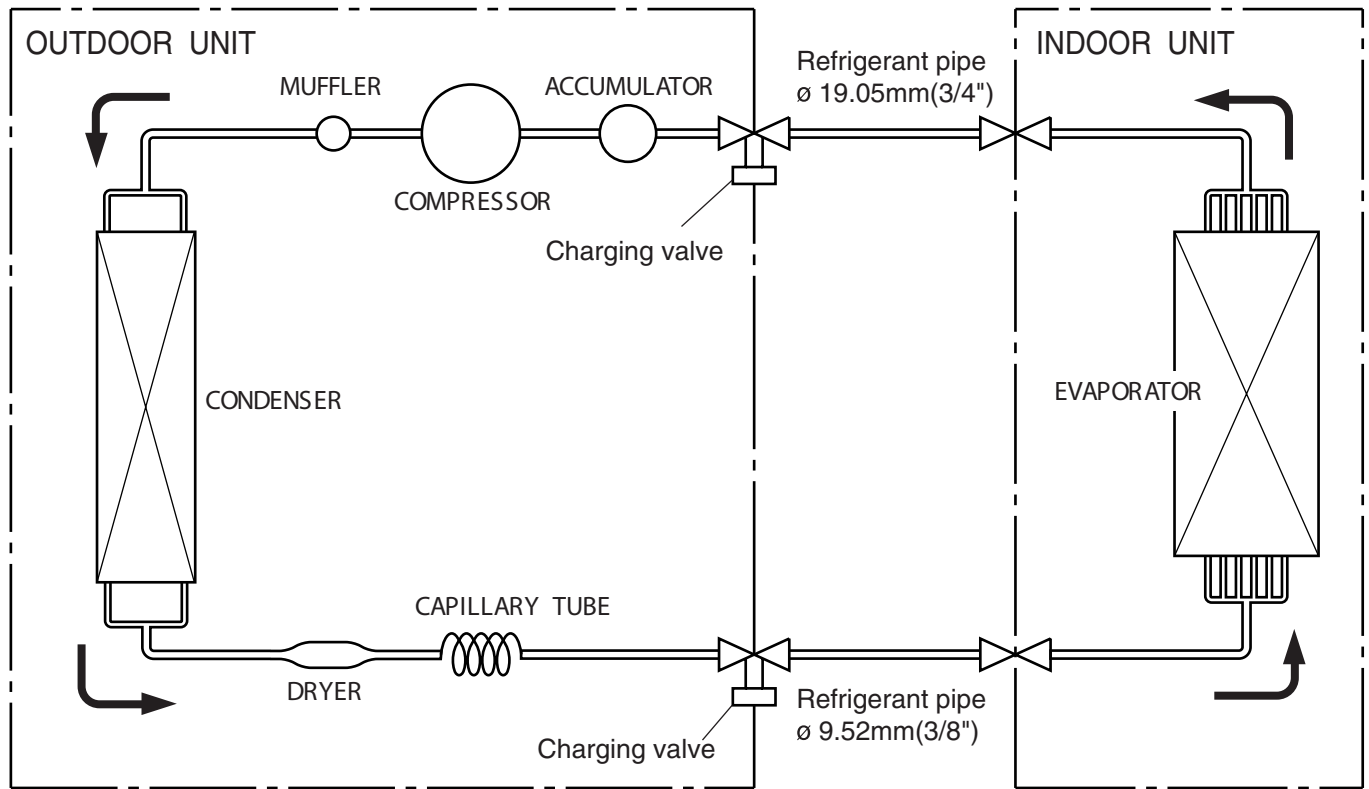 OUTDOOR UNIT
INDOOR UNIT
Refrigerant pipe
ø 19.05mm(3/4")
MUFFLER
ACCUMULATOR
COMPRESSOR
Charging valve
CONDENSER
EVAPORATOR
CAPILLARY TUBE
DRYER
Refrigerant pipe
ø 9.52mm(3/8")
Charging valve